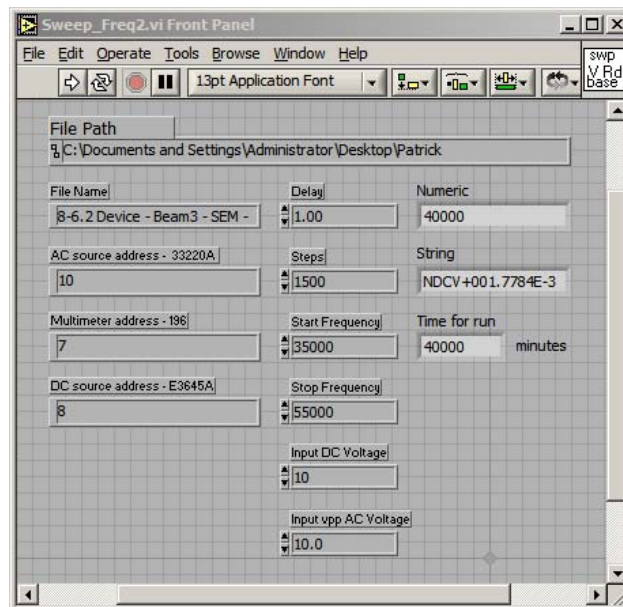 Sweep_Freq2.vi Front Panel
File Edit Operate Tools Browse Window Help
13pt Application Font
swp
V Rd
base
File Path
C:\Documents and Settings\Administrator\Desktop\Patrick
File Name
8-6.2 Device - Beam3 - SEM -
Delay
1.00
Numeric
40000
AC source address - 33220A
10
Steps
1500
String
NDCV+001.7784E-3
Multimeter address - 196
7
Start Frequency
35000
Time for run
40000 minutes
DC source address - E3645A
8
Stop Frequency
55000
Input DC Voltage
10
Input vpp AC Voltage
10.0